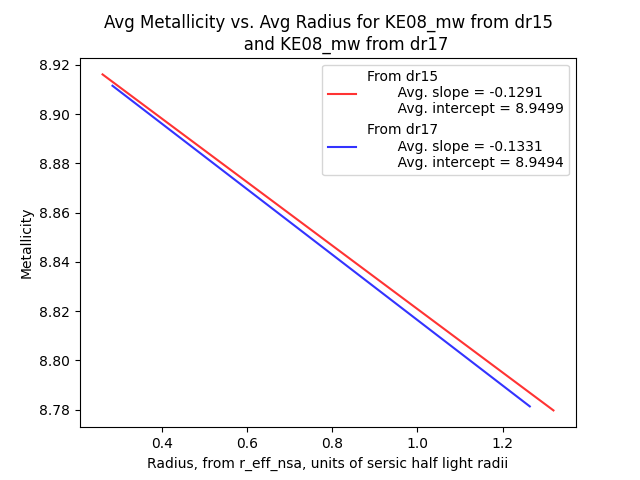 Avg Metallicity vs. Avg Radius for KE08_mw from dr15
and KE08_mw from dr17
8.92
8.90
8.88
8.86
8.84
8.82
8.80
8.78
Metallicity
From dr15
Avg. slope = -0.1291
Avg. intercept = 8.9499
From dr17
Avg. slope = -0.1331
Avg. intercept = 8.9494
0.4 0.6 0.8 1.0 1.2
Radius, from r_eff_nsa, units of sersic half light radii